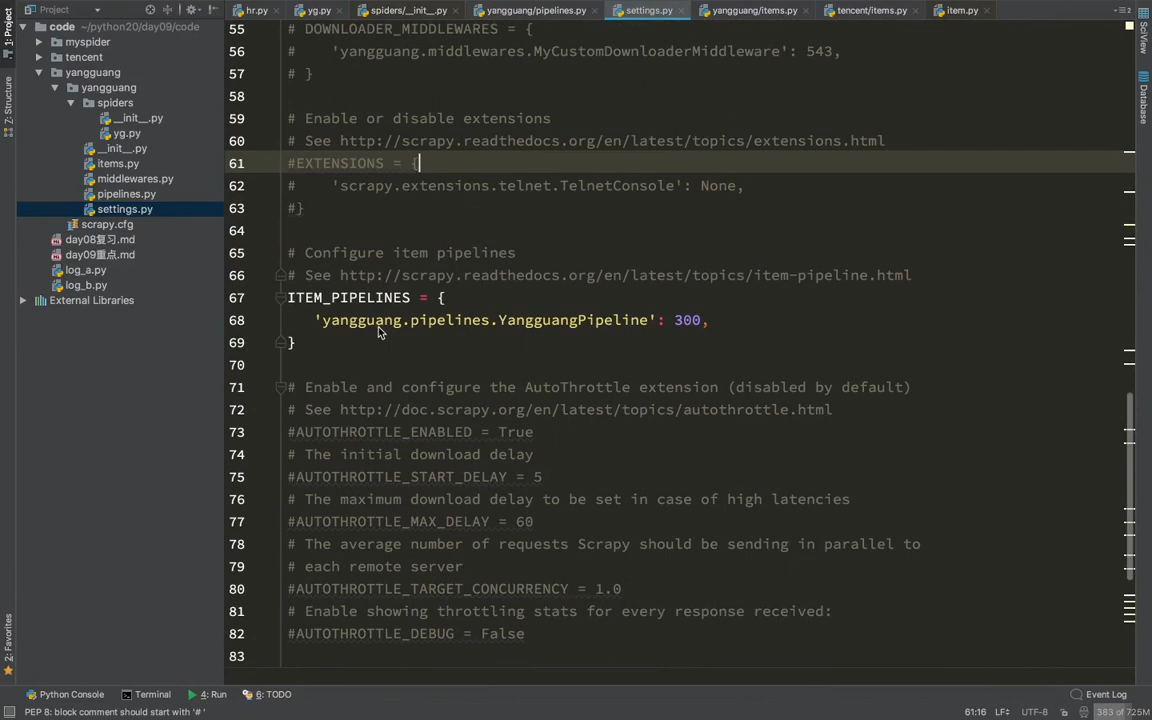 Project
hr.py
yg.py
spiders/__init__.py
yangguang/pipelines.py
settings.py
yangguang/items.py
tencent/items.py
item.py
1: Project
Structure
2: Favorites
code ~/python20/day09/code
myspider
tencent
yangguang
yangguang
spiders
__init__.py
yg.py
__init__.py
items.py
middlewares.py
pipelines.py
settings.py
scrapy.cfg
day08复习.md
day09重点.md
log_a.py
log_b.py
External Libraries
55 # DOWNLOADER_MIDDLEWARES = {
56 #    'yangguang.middlewares.MyCustomDownloaderMiddleware': 543,
57 # }
58
59 # Enable or disable extensions
60 # See http://scrapy.readthedocs.org/en/latest/topics/extensions.html
61 #EXTENSIONS = {
62 #    'scrapy.extensions.telnet.TelnetConsole': None,
63 #}
64
65 # Configure item pipelines
66 # See http://scrapy.readthedocs.org/en/latest/topics/item-pipeline.html
67 ITEM_PIPELINES = {
68    'yangguang.pipelines.YangguangPipeline': 300,
69 }
70
71 # Enable and configure the AutoThrottle extension (disabled by default)
72 # See http://doc.scrapy.org/en/latest/topics/autothrottle.html
73 #AUTOTHROTTLE_ENABLED = True
74 # The initial download delay
75 #AUTOTHROTTLE_START_DELAY = 5
76 # The maximum download delay to be set in case of high latencies
77 #AUTOTHROTTLE_MAX_DELAY = 60
78 # The average number of requests Scrapy should be sending in parallel to
79 # each remote server
80 #AUTOTHROTTLE_TARGET_CONCURRENCY = 1.0
81 # Enable showing throttling stats for every response received:
82 #AUTOTHROTTLE_DEBUG = False
83
SciView
Database
Python Console
Terminal
4: Run
6: TODO
Event Log
PEP 8: block comment should start with '# '
61:16
LF
UTF-8
383 of 725M